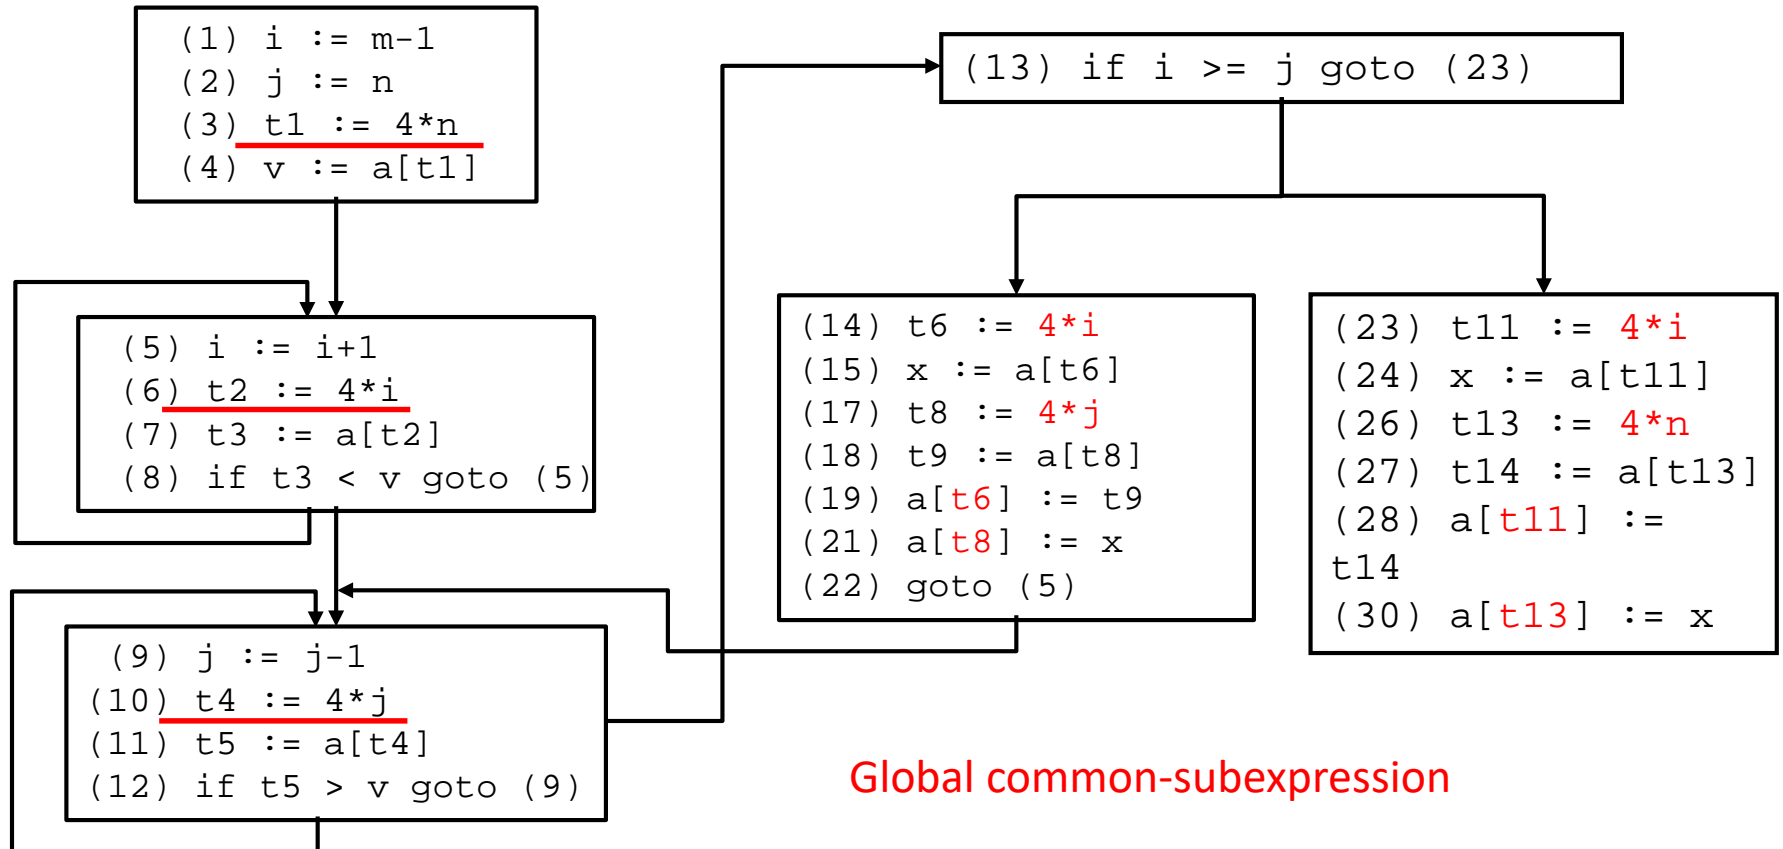 (1) i := m-1
(2) j := n
(3) t1 := 4*n
(4) v := a[t1]
(5) i := i+1
(6) t2 := 4*i
(7) t3 := a[t2]
(8) if t3 < v goto (5)
(9) j := j-1
(10) t4 := 4*j
(11) t5 := a[t4]
(12) if t5 > v goto (9)
(13) if i >= j goto (23)
(14) t6 := 4*i
(15) x := a[t6]
(17) t8 := 4*j
(18) t9 := a[t8]
(19) a[t6] := t9
(21) a[t8] := x
(22) goto (5)
(23) t11 := 4*i
(24) x := a[t11]
(26) t13 := 4*n
(27) t14 := a[t13]
(28) a[t11] :=
t14
(30) a[t13] := x
Global common-subexpression